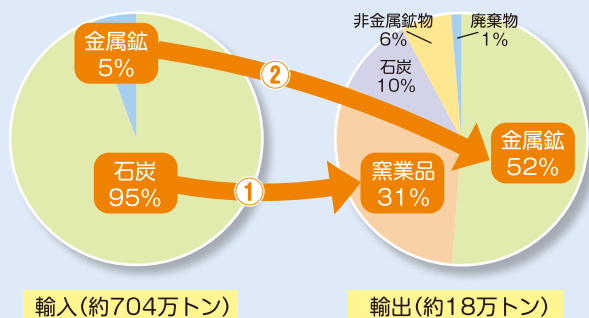 金属鉱
5%
石炭
95%
①
②
非金属鉱物
6%
廃棄物
1%
石炭
10%
窯業品
31%
金属鉱
52%
輸入(約704万トン)
輸出(約18万トン)